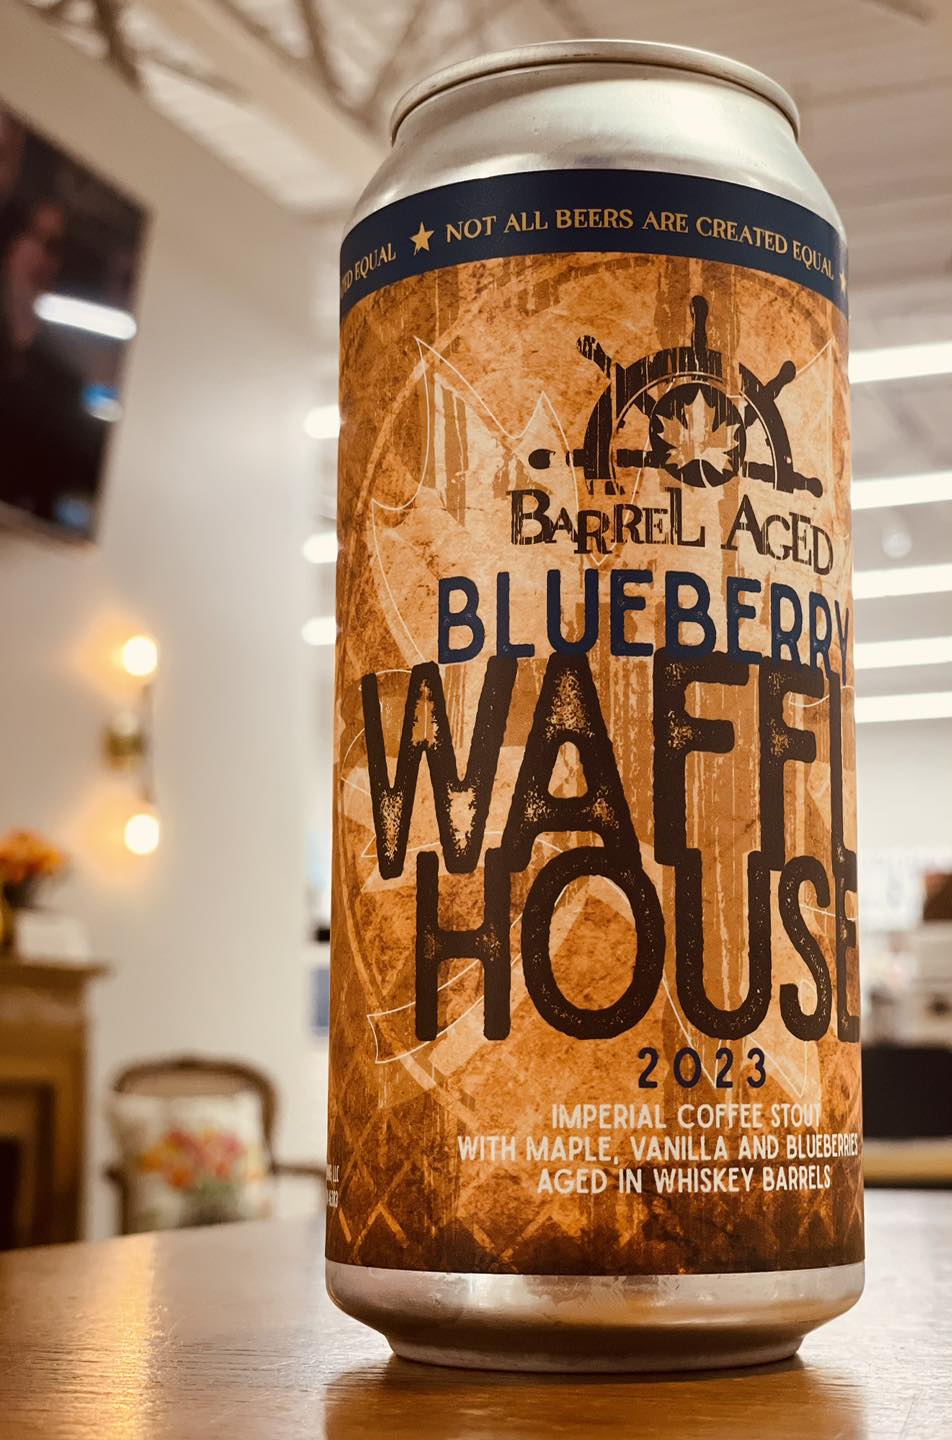 EQUAL ★ NOT ALL BEERS ARE CREATED EQUAL ★
BARREL AGED
BLUEBERRY
WAFFL
HOUSE
2023
IMPERIAL COFFEE STOUT
WITH MAPLE, VANILLA AND BLUEBERRIES
AGED IN WHISKEY BARRELS